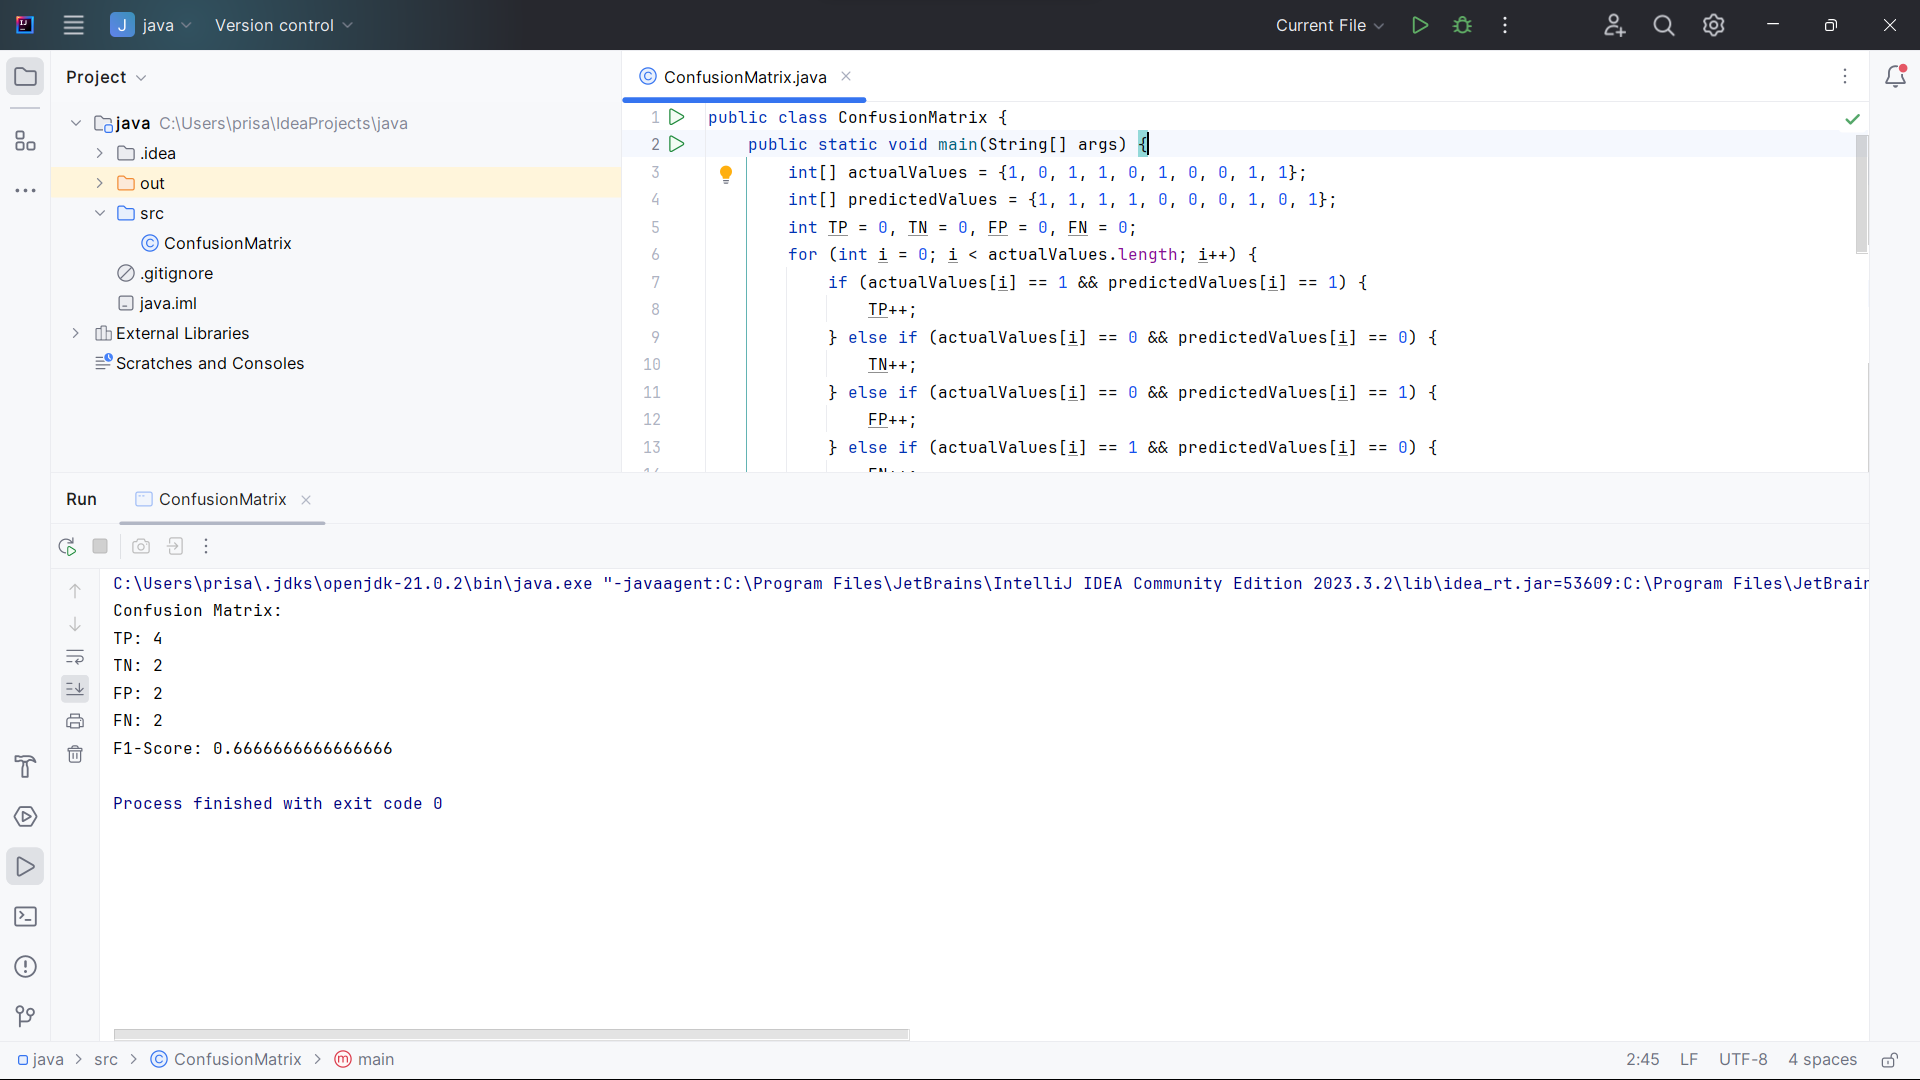 java Version control Current File
Project
ConfusionMatrix.java
java C:\Users\prisa\IdeaProjects\java
.idea
out
src
ConfusionMatrix
.gitignore
java.iml
External Libraries
Scratches and Consoles
1 public class ConfusionMatrix {
2 public static void main(String[] args) {
3 int[] actualValues = {1, 0, 1, 1, 0, 1, 0, 0, 1, 1};
4 int[] predictedValues = {1, 1, 1, 1, 0, 0, 0, 1, 0, 1};
5 int TP = 0, TN = 0, FP = 0, FN = 0;
6 for (int i = 0; i < actualValues.length; i++) {
7 if (actualValues[i] == 1 && predictedValues[i] == 1) {
8 TP++;
9 } else if (actualValues[i] == 0 && predictedValues[i] == 0) {
10 TN++;
11 } else if (actualValues[i] == 0 && predictedValues[i] == 1) {
12 FP++;
13 } else if (actualValues[i] == 1 && predictedValues[i] == 0) {
Run ConfusionMatrix
C:\Users\prisa\.jdks\openjdk-21.0.2\bin\java.exe "-javaagent:C:\Program Files\JetBrains\IntelliJ IDEA Community Edition 2023.3.2\lib\idea_rt.jar=53609:C:\Program Files\JetBrain
Confusion Matrix:
TP: 4
TN: 2
FP: 2
FN: 2
F1-Score: 0.6666666666666666
Process finished with exit code 0
java > src > ConfusionMatrix > main 2:45 LF UTF-8 4 spaces